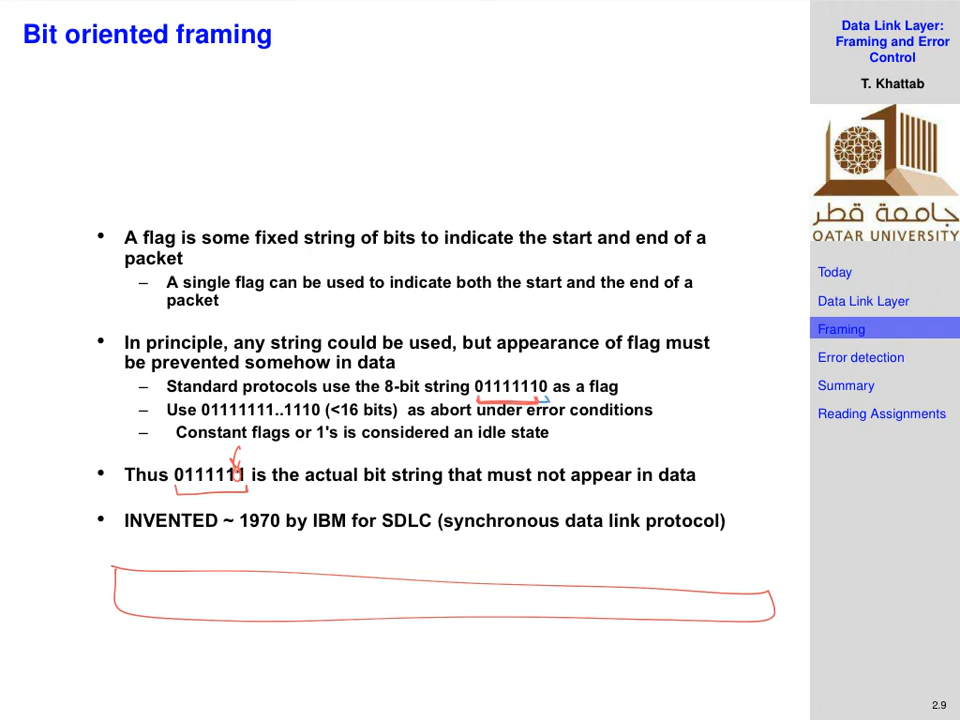 Bit oriented framing
• A flag is some fixed string of bits to indicate the start and end of a
packet
– A single flag can be used to indicate both the start and the end of a
packet
• In principle, any string could be used, but appearance of flag must
be prevented somehow in data
– Standard protocols use the 8-bit string 01111110 as a flag
– Use 01111111..1110 (<16 bits) as abort under error conditions
– Constant flags or 1's is considered an idle state
• Thus 0111111 is the actual bit string that must not appear in data
• INVENTED ~ 1970 by IBM for SDLC (synchronous data link protocol)
Data Link Layer:
Framing and Error
Control
T. Khattab
جامعة قطر
QATAR UNIVERSITY
Today
Data Link Layer
Framing
Error detection
Summary
Reading Assignments
2.9